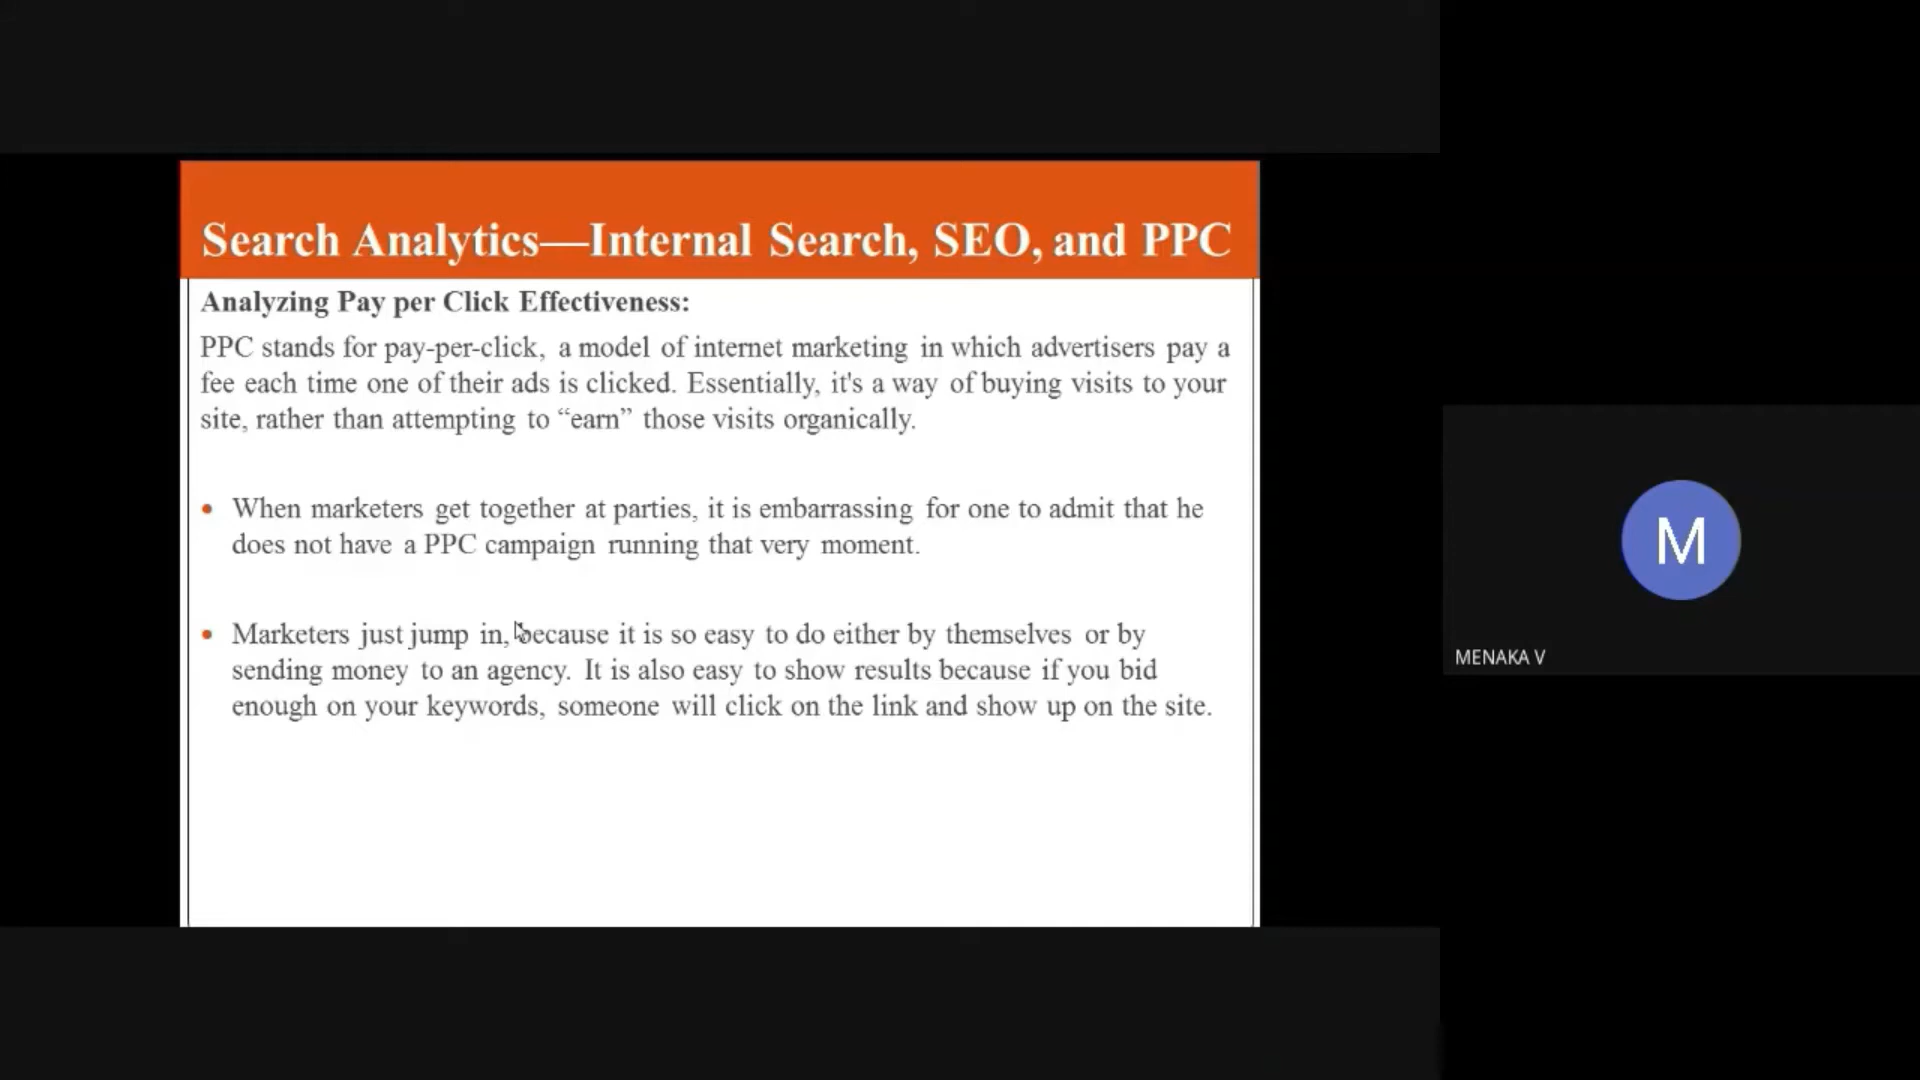 Search Analytics—Internal Search, SEO, and PPC
Analyzing Pay per Click Effectiveness:
PPC stands for pay-per-click, a model of internet marketing in which advertisers pay a
fee each time one of their ads is clicked. Essentially, it's a way of buying visits to your
site, rather than attempting to “earn” those visits organically.
• When marketers get together at parties, it is embarrassing for one to admit that he
does not have a PPC campaign running that very moment.
• Marketers just jump in, because it is so easy to do either by themselves or by
sending money to an agency. It is also easy to show results because if you bid
enough on your keywords, someone will click on the link and show up on the site.
M
MENAKA V